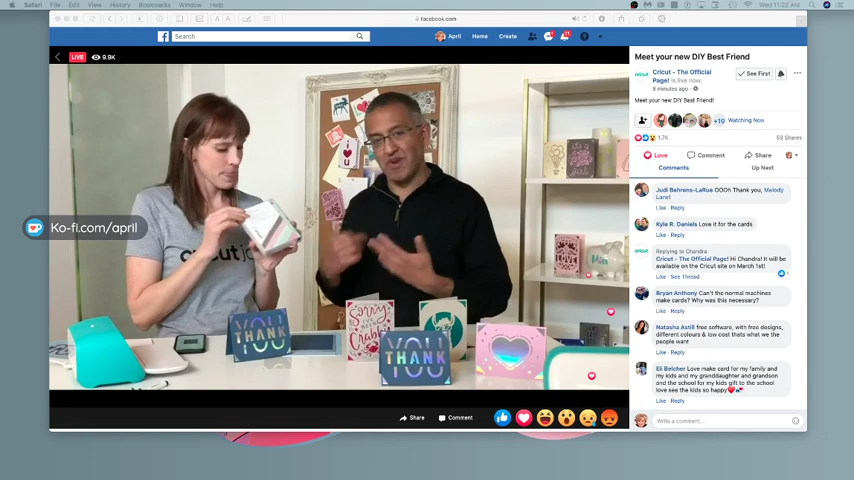 Safari File Edit View History Bookmarks Window Help
Wed 11:22 AM
facebook.com
Search
April Home Create
LIVE 9.9K
Meet your new DIY Best Friend
cricut
Cricut - The Official Page! is live now.
8 minutes ago
See First
Meet your new DIY Best Friend!
+10 Watching Now
1.7K
59 Shares
Love Comment Share
Comments Up Next
Judi Behrens-LaRue OOOh Thank you, Melody Lane!
Like · Reply
Kyle R. Daniels Love it for the cards
Like · Reply
Replying to Chandra
Cricut - The Official Page! Hi Chandra! It will be
available on the Cricut site on March 1st!
1
Like · See Thread
Bryan Anthony Can't the normal machines
make cards? Why was this necessary?
Like · Reply
Natasha Astill free software, with free designs,
different colours & low cost thats what we the
people want
Like · Reply
Eli Belcher Love make card for my family and
my kids and my granddaughter and grandson
and the school for my kids gift to the school
love see the kids so happy
Like · Reply
Write a comment...
Ko-fi.com/april
i
u
cricut
THANK
YOU
Sorry
Crabby
THANK
YOU
Share Comment